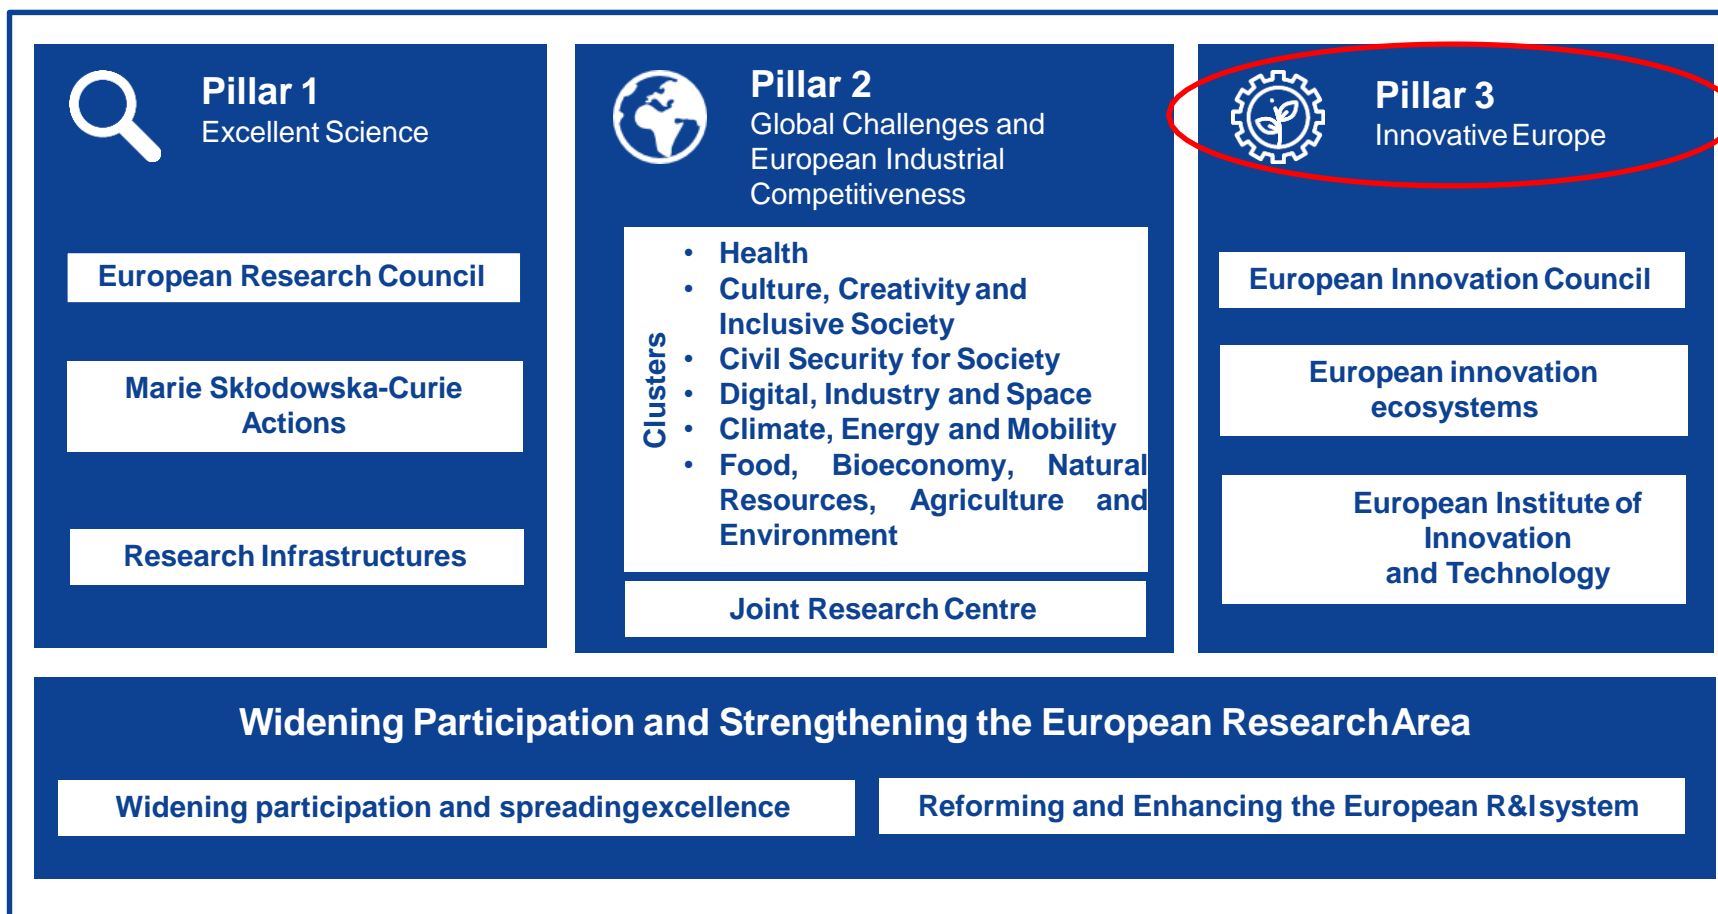 Pillar 1
Excellent Science
European Research Council
Marie Skłodowska-Curie
Actions
Research Infrastructures
Pillar 2
Global Challenges and
European Industrial
Competitiveness
Clusters
• Health
• Culture, Creativity and
Inclusive Society
• Civil Security for Society
• Digital, Industry and Space
• Climate, Energy and Mobility
• Food, Bioeconomy, Natural
Resources, Agriculture and
Environment
Joint Research Centre
Pillar 3
Innovative Europe
European Innovation Council
European innovation
ecosystems
European Institute of
Innovation
and Technology
Widening Participation and Strengthening the European Research Area
Widening participation and spreading excellence
Reforming and Enhancing the European R&I system